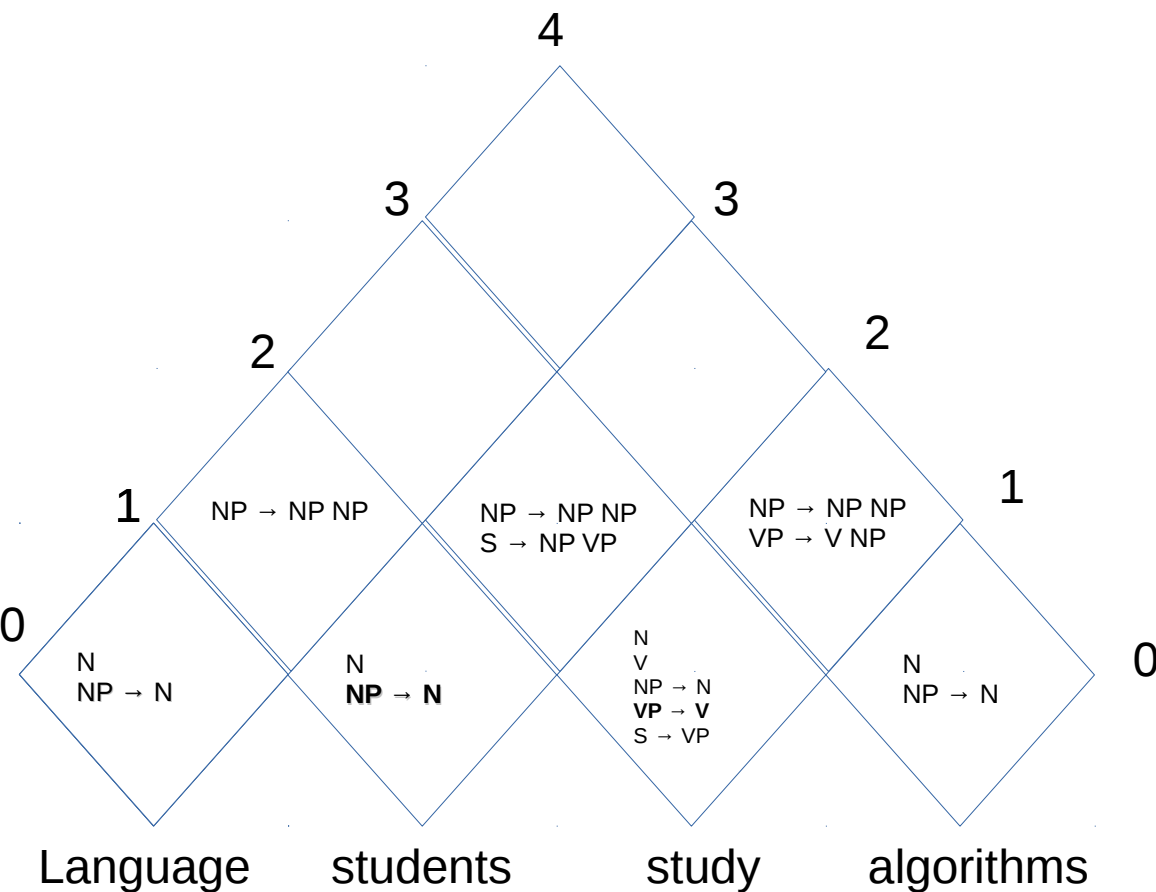 4
3
3
2
2
1
1
NP → NP NP
NP → NP NP
S → NP VP
NP → NP NP
VP → V NP
0
0
N
NP → N
N
NP → N
N
V
NP → N
VP → V
S → VP
N
NP → N
Language students study algorithms